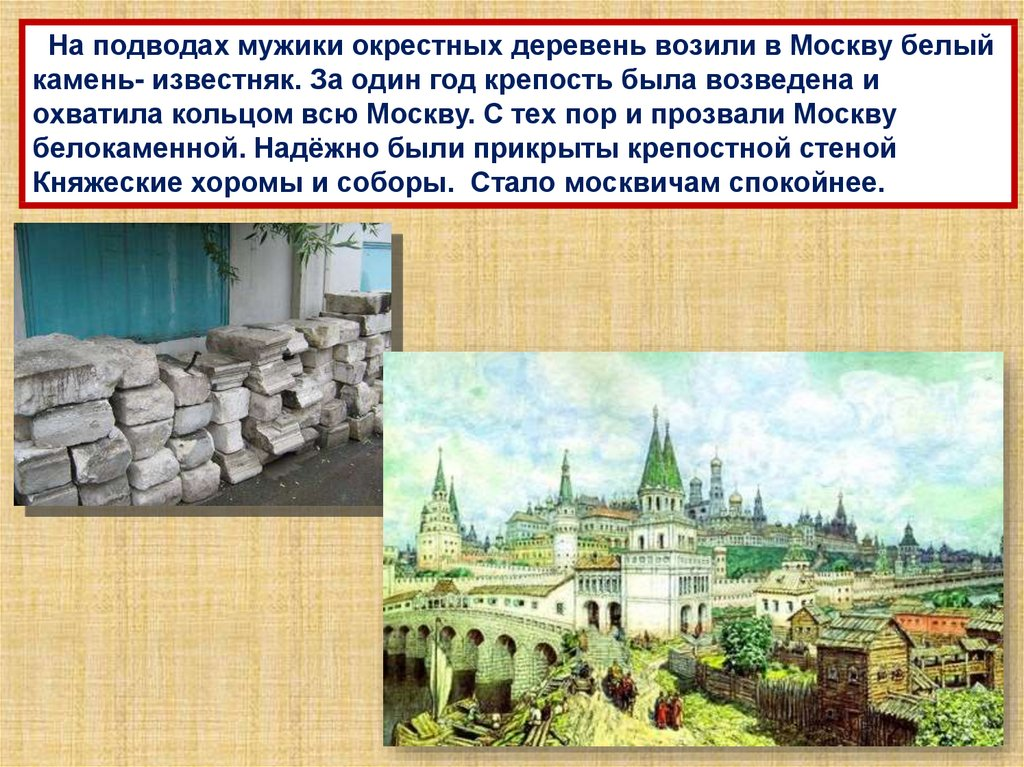 На подводах мужики окрестных деревень возили в Москву белый
камень- известняк. За один год крепость была возведена и
охватила кольцом всю Москву. С тех пор и прозвали Москву
белокаменной. Надёжно были прикрыты крепостной стеной
Княжеские хоромы и соборы. Стало москвичам спокойнее.